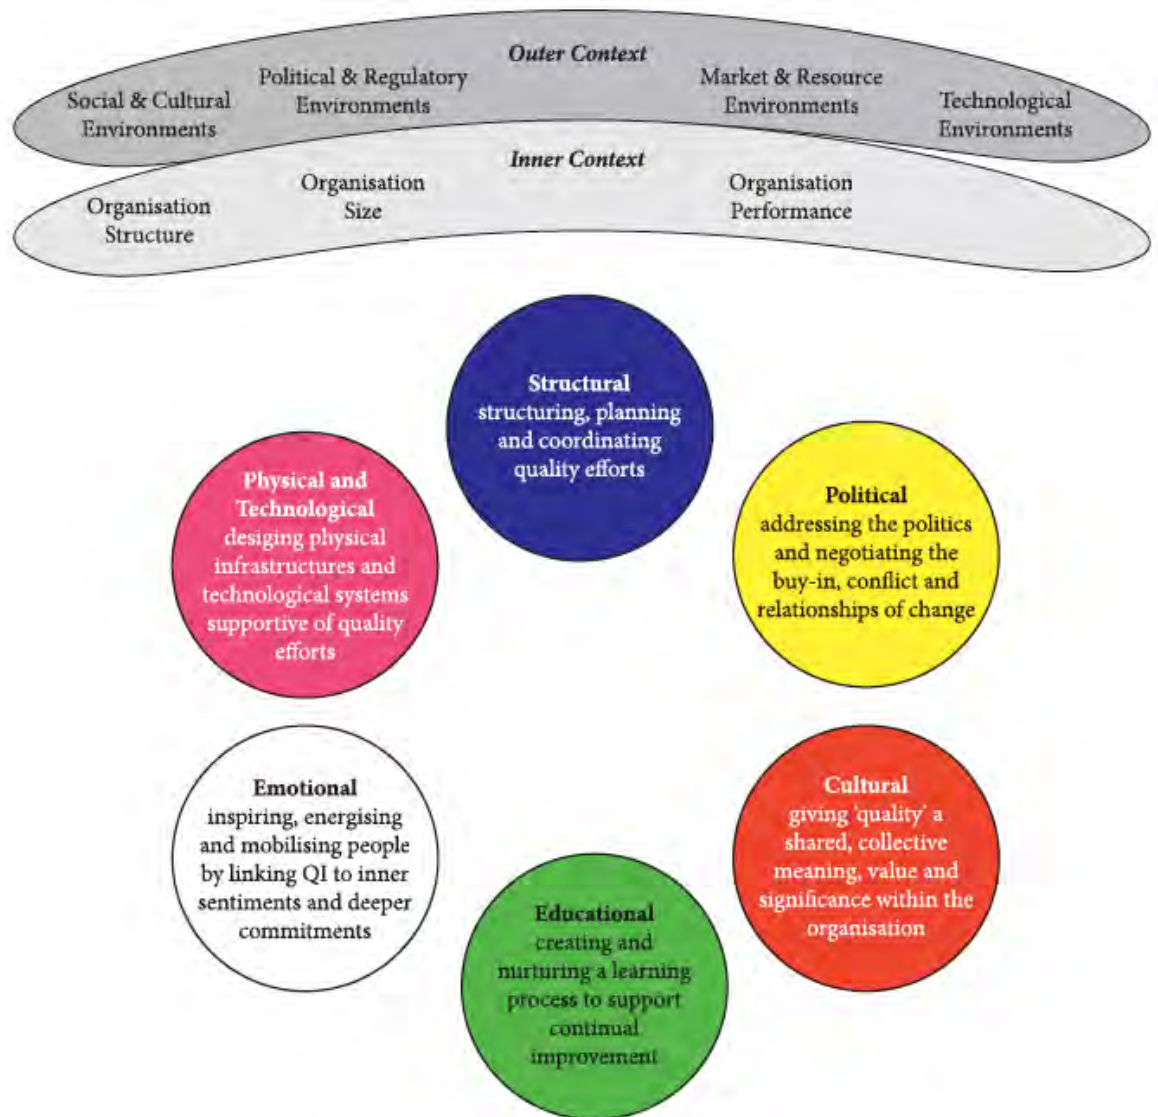 Outer Context
Social & Cultural
Environments
Political & Regulatory
Environments
Market & Resource
Environments
Technological
Environments
Inner Context
Organisation
Structure
Organisation
Size
Organisation
Performance
Structural
structuring, planning
and coordinating
quality efforts
Physical and
Technological
desiging physical
infrastructures and
technological systems
supportive of quality
efforts
Political
addressing the politics
and negotiating the
buy-in, conflict and
relationships of change
Emotional
inspiring, energising
and mobilising people
by linking QI to inner
sentiments and deeper
commitments
Cultural
giving 'quality' a
shared, collective
meaning, value and
significance within the
organisation
Educational
creating and
nurturing a learning
process to support
continual
improvement